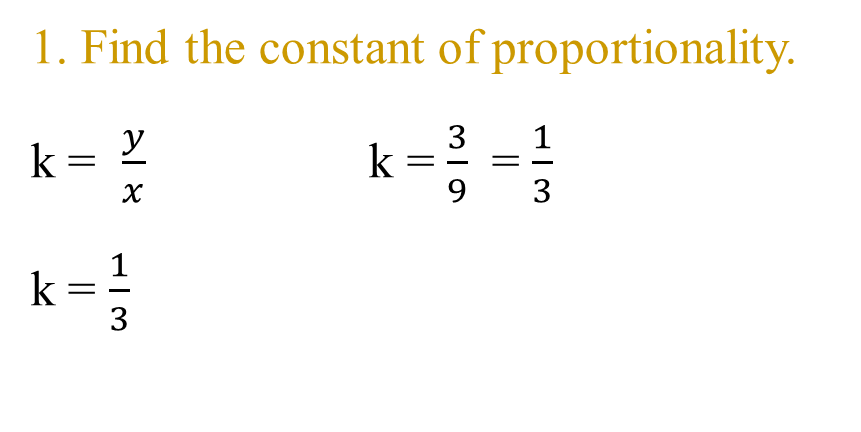 1. Find the constant of proportionality.
k = y/x k = 3/9 = 1/3
k = 1/3